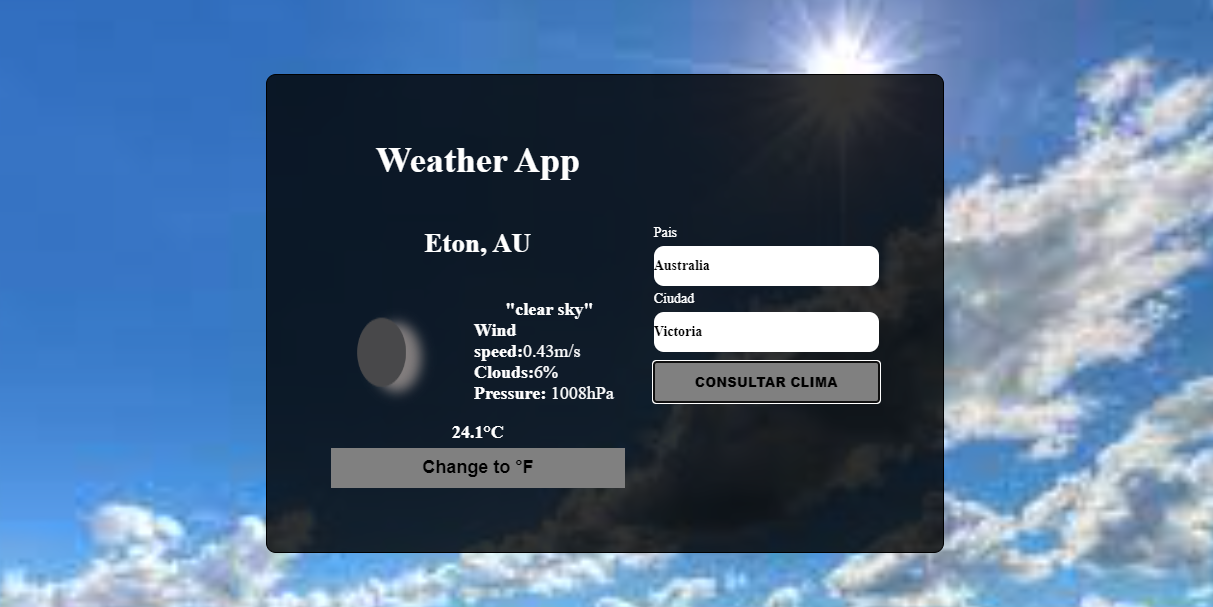 Weather App
Eton, AU
"clear sky"
Wind
speed:0.43m/s
Clouds:6%
Pressure: 1008hPa
24.1°C
Change to °F
Pais
Australia
Ciudad
Victoria
CONSULTAR CLIMA